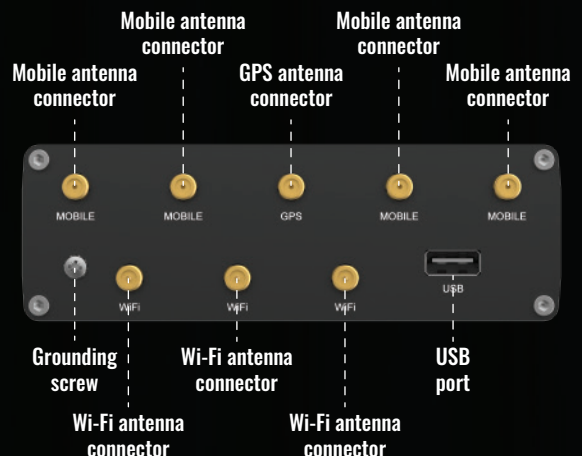 Mobile antenna
connector
Mobile antenna
connector
Mobile antenna
connector
GPS antenna
connector
Mobile antenna
connector
MOBILE
MOBILE
GPS
MOBILE
MOBILE
WiFi
WiFi
WiFi
USB
Grounding
screw
Wi-Fi antenna
connector
USB
port
Wi-Fi antenna
connector
Wi-Fi antenna
connector